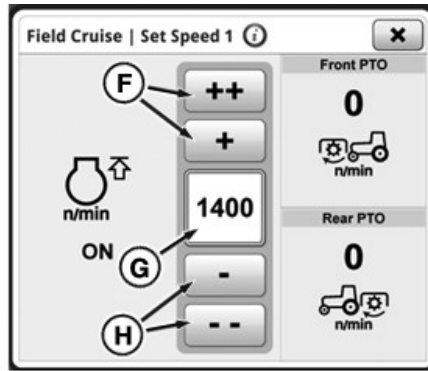 Field Cruise | Set Speed 1 i
Front PTO
F
++
0
+
n/min
n/min
1400
Rear PTO
ON
G
0
-
H
- -
n/min